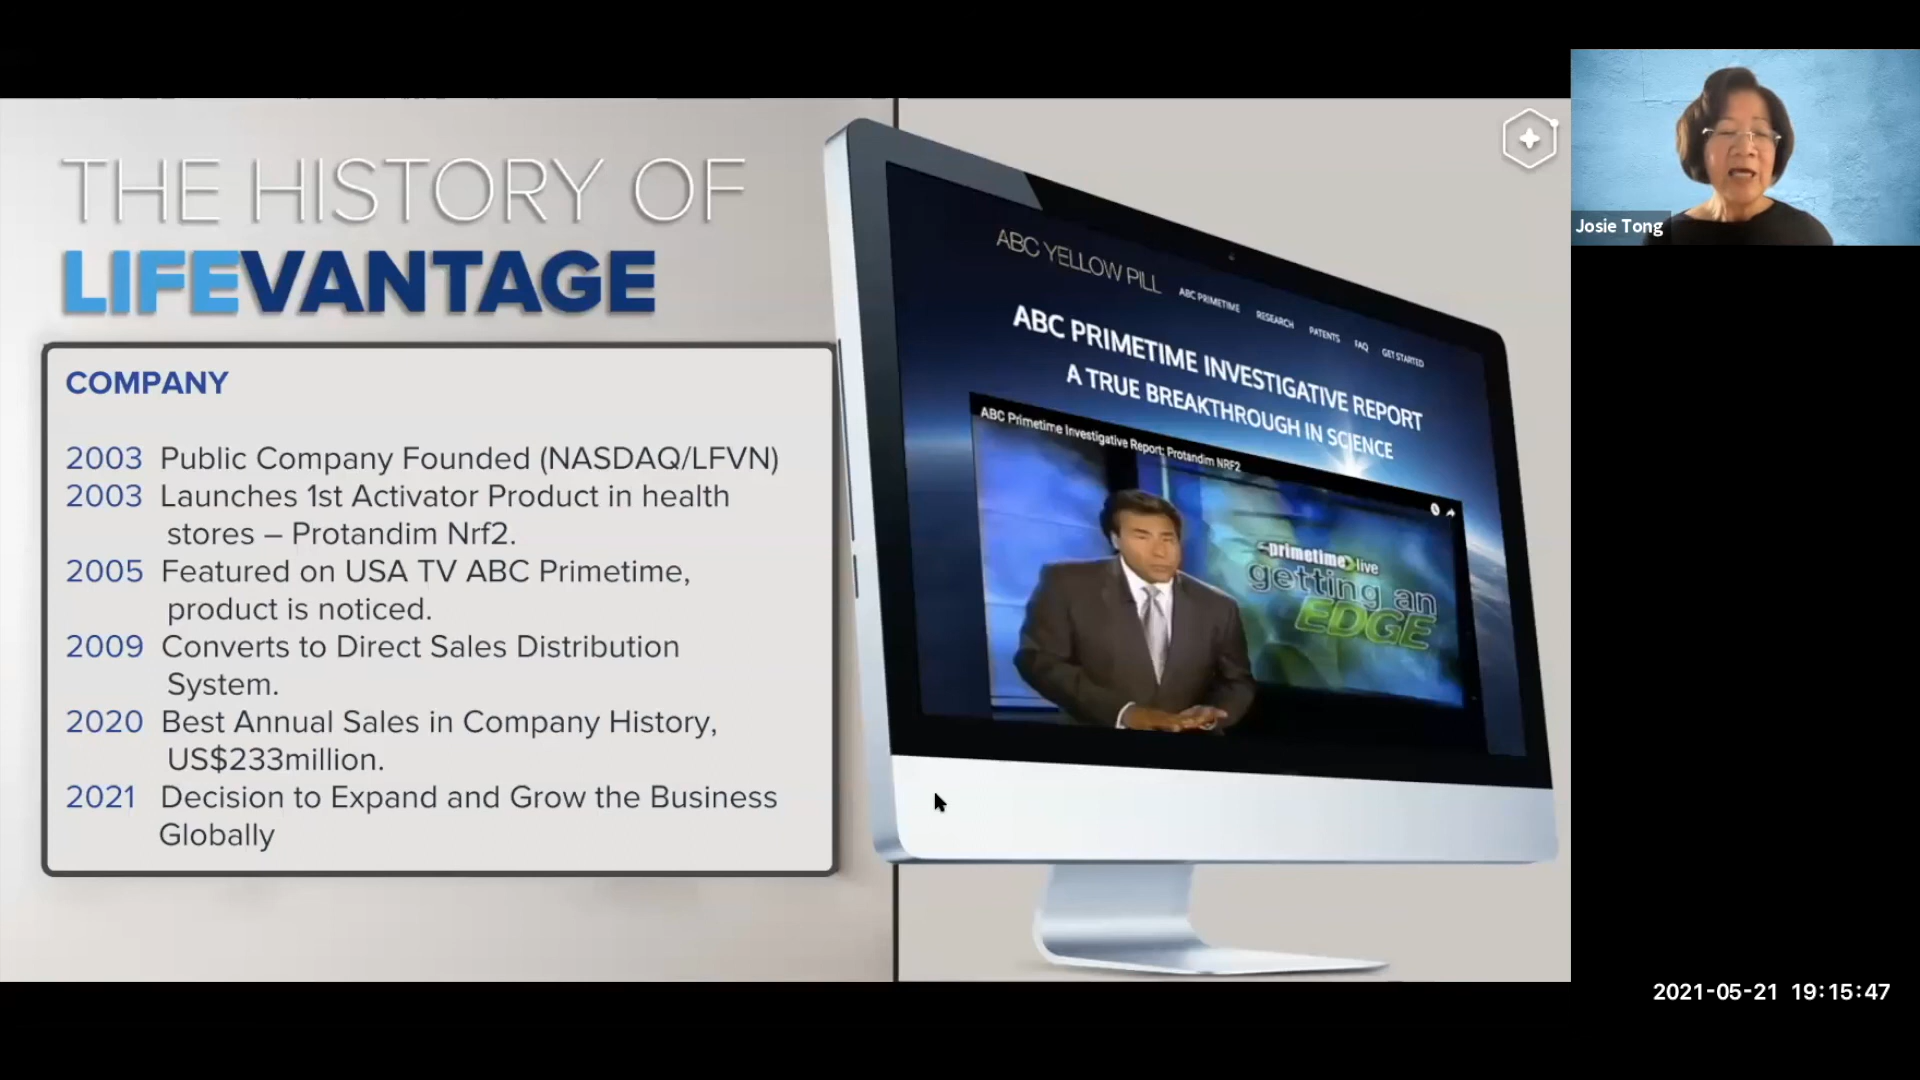 THE HISTORY OF
LIFEVANTAGE
COMPANY
2003 Public Company Founded (NASDAQ/LFVN)
2003 Launches 1st Activator Product in health
stores – Protandim Nrf2.
2005 Featured on USA TV ABC Primetime,
product is noticed.
2009 Converts to Direct Sales Distribution
System.
2020 Best Annual Sales in Company History,
US$233million.
2021 Decision to Expand and Grow the Business
Globally
ABC YELLOW PILL
ABC PRIMETIME RESEARCH PATENTS FAQ GET STARTED
ABC PRIMETIME INVESTIGATIVE REPORT
A TRUE BREAKTHROUGH IN SCIENCE
ABC Primetime Investigative Report: Protandim NRF2
primetime live
getting an
EDGE
Josie Tong
2021-05-21 19:15:47